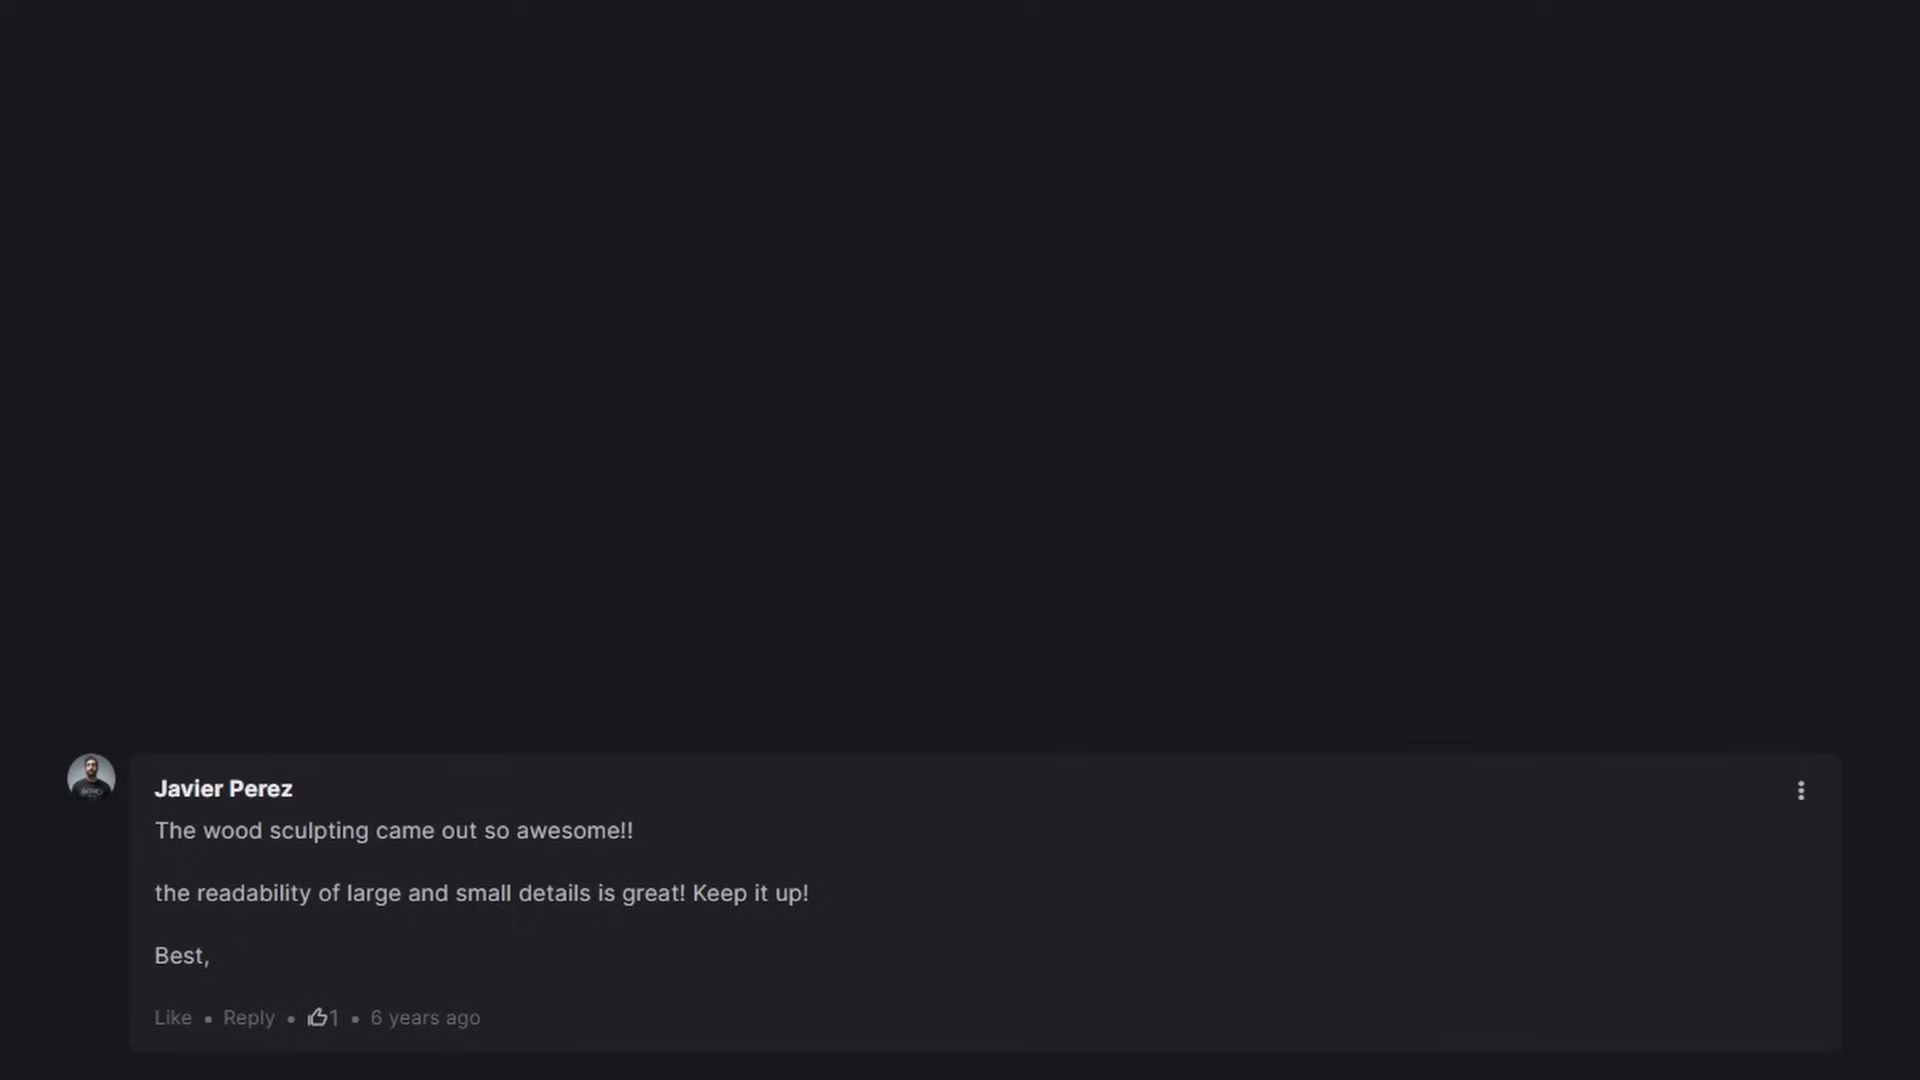 Javier Perez
The wood sculpting came out so awesome!!
the readability of large and small details is great! Keep it up!
Best,
Like • Reply • 1 • 6 years ago